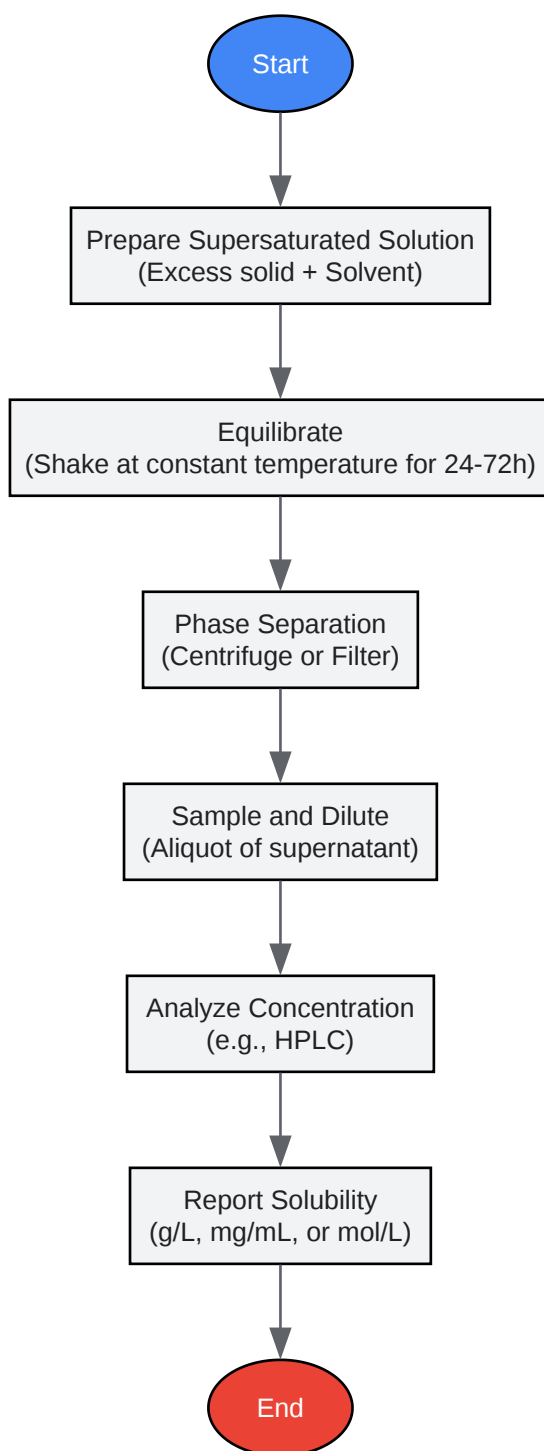 Start
Prepare Supersaturated Solution
(Excess solid + Solvent)
Equilibrate
(Shake at constant temperature for 24-72h)
Phase Separation
(Centrifuge or Filter)
Sample and Dilute
(Aliquot of supernatant)
Analyze Concentration
(e.g., HPLC)
Report Solubility
(g/L, mg/mL, or mol/L)
End